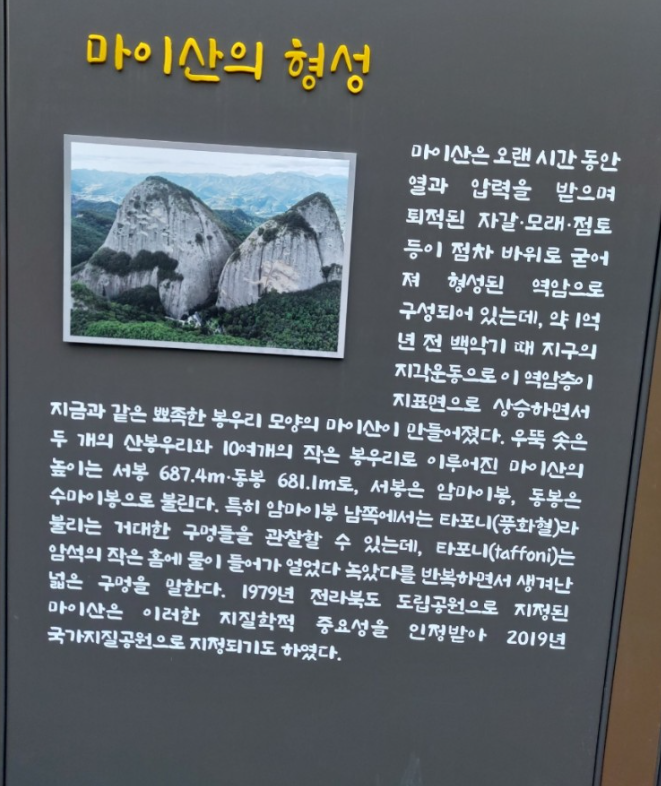 마이산의 형성
마이산은 오랜 시간 동안
열과 압력을 받으며
퇴적된 자갈·모래·점토
등이 점차 바위로 굳어
져 형성된 역암으로
구성되어 있는데, 약 1억
년 전 백악기 때 지구의
지각운동으로 이 역암층이
지표면으로 상승하면서
지금과 같은 뾰족한 봉우리 모양의 마이산이 만들어졌다. 우뚝 솟은
두 개의 산봉우리와 10여개의 작은 봉우리로 이루어진 마이산의
높이는 서봉 687.4m·동봉 681.1m로, 서봉은 암마이봉, 동봉은
수마이봉으로 불린다. 특히 암마이봉 남쪽에서는 타포니(풍화혈)라
불리는 거대한 구멍들을 관찰할 수 있는데, 타포니(taffoni)는
암석의 작은 홈에 물이 들어가 얼었다 녹았다를 반복하면서 생겨난
넓은 구멍을 말한다. 1979년 전라북도 도립공원으로 지정된
마이산은 이러한 지질학적 중요성을 인정받아 2019년
국가지질공원으로 지정되기도 하였다.